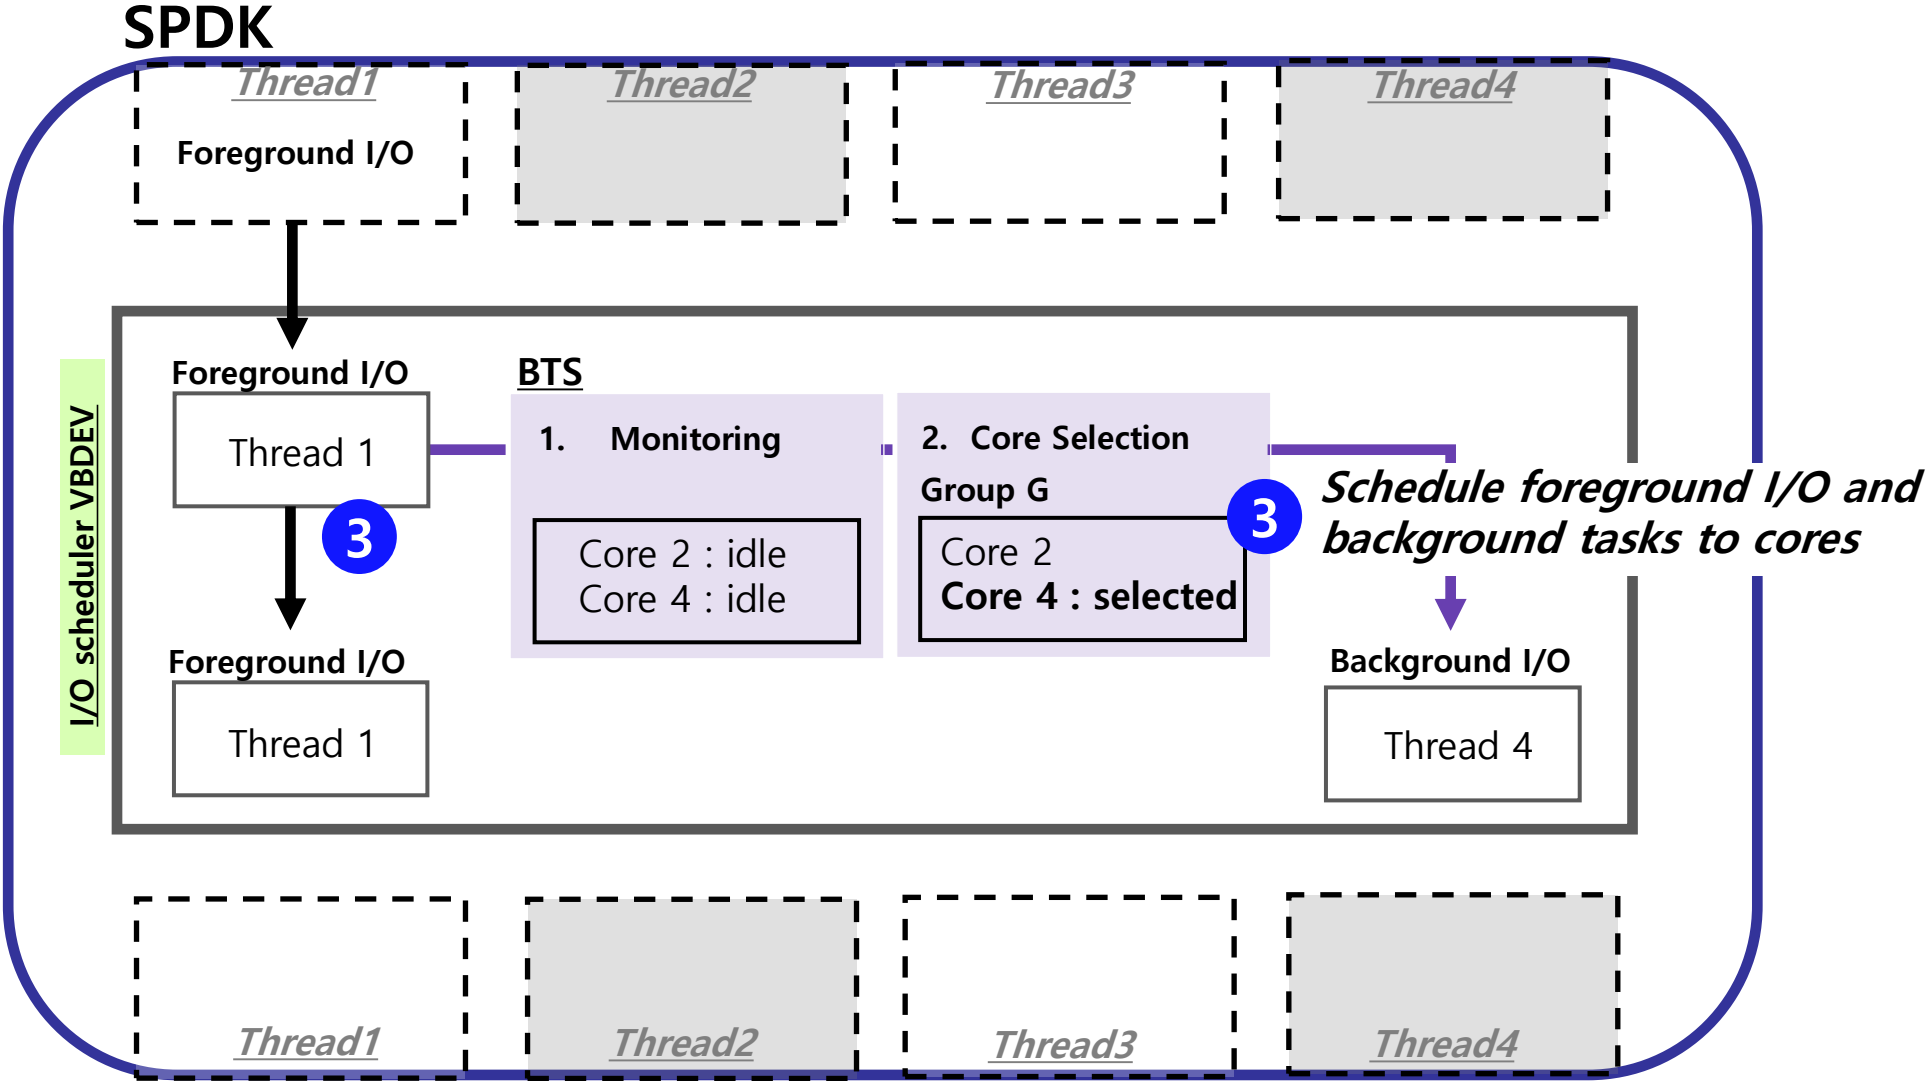 SPDK
Thread1
Thread2
Thread3
Thread4
Foreground I/O
I/O scheduler VBDEV
Foreground I/O
Thread 1
3
Foreground I/O
Thread 1
BTS
1. Monitoring
Core 2 : idle
Core 4 : idle
2. Core Selection
Group G
Core 2
Core 4 : selected
3
Schedule foreground I/O and
background tasks to cores
Background I/O
Thread 4
Thread1
Thread2
Thread3
Thread4